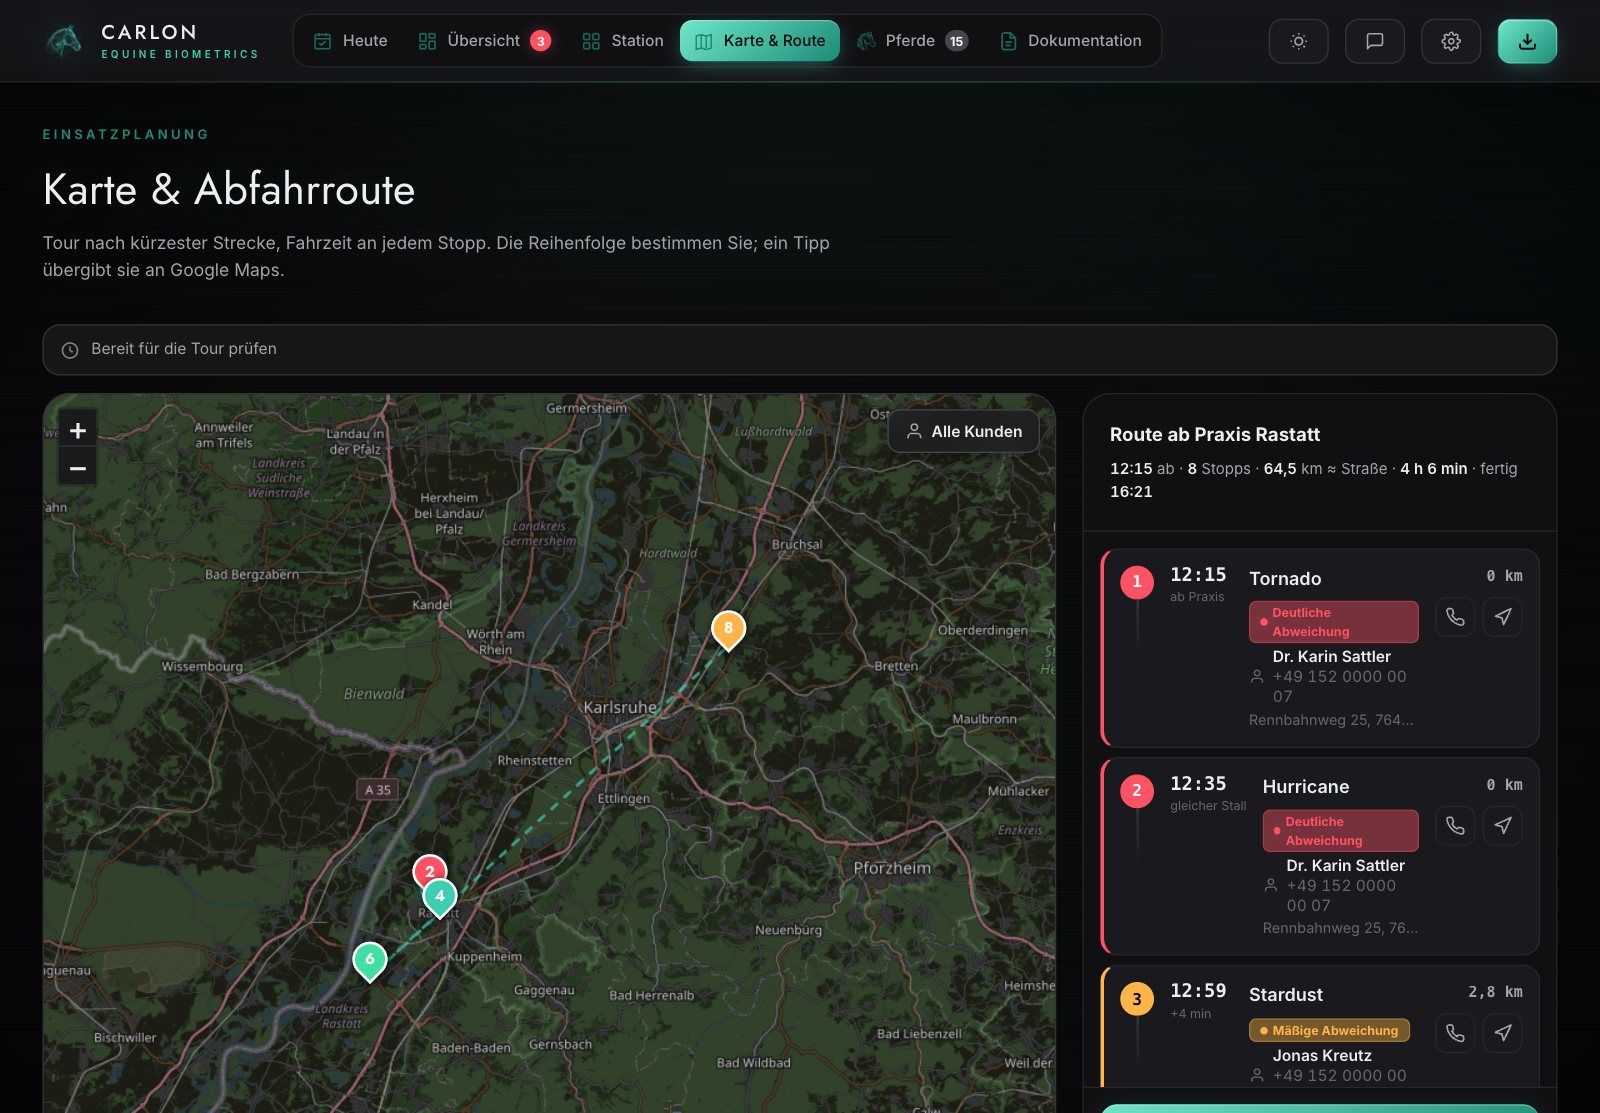 CARLON
EQUINE BIOMETRICS
Heute
Übersicht 3
Station
Karte & Route
Pferde 15
Dokumentation
EINSATZPLANUNG
Karte & Abfahrroute
Tour nach kürzester Strecke, Fahrzeit an jedem Stopp. Die Reihenfolge bestimmen Sie; ein Tipp
übergibt sie an Google Maps.
Bereit für die Tour prüfen
+
−
Alle Kunden
Germersheim
Annweiler
am Trifels
Landau in
der Pfalz
Lußhardtwald
Landkreis
Südliche
Weinstraße
Herxheim
bei Landau/
Pfalz
Landkreis
Germersheim
Hardtwald
Bruchsal
Bad Bergzabern
Kandel
Wörth am
Rhein
8
Oberderdingen
Wissembourg
Bretten
Bienwald
Karlsruhe
Maulbronn
Rheinstetten
A 35
Ettlingen
Mühlacker
Enzkreis
2
4
Pforzheim
Neuenbürg
6
Kuppenheim
Gaggenau
Bad Herrenalb
Landkreis
Rastatt
Bischwiller
Baden-Baden
Gernsbach
Bad Liebenzell
Bad Wildbad
Weil der
Route ab Praxis Rastatt
12:15 ab · 8 Stopps · 64,5 km ≈ Straße · 4 h 6 min · fertig
16:21
1
12:15
ab Praxis
Tornado
0 km
Deutliche
Abweichung
Dr. Karin Sattler
+49 152 0000 00
07
Rennbahnweg 25, 764...
2
12:35
gleicher Stall
Hurricane
0 km
Deutliche
Abweichung
Dr. Karin Sattler
+49 152 0000
00 07
Rennbahnweg 25, 76...
3
12:59
+4 min
Stardust
2,8 km
Mäßige Abweichung
Jonas Kreutz
+49 152 0000 00